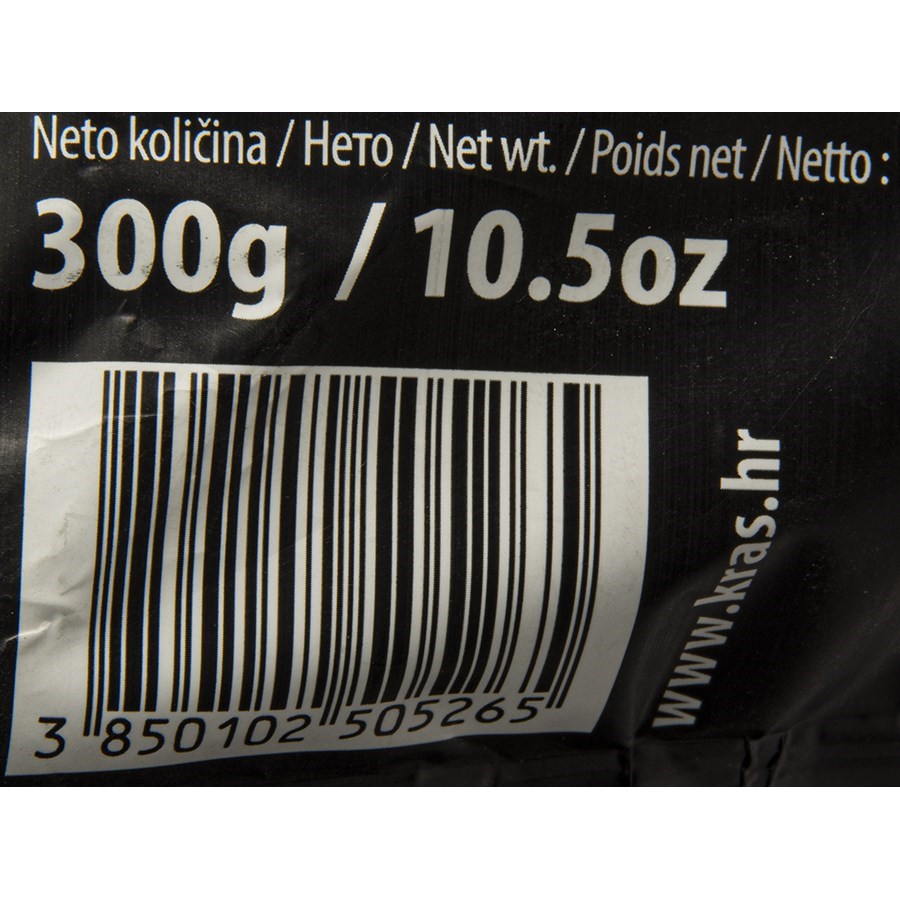 Neto količina / Нето / Net wt. / Poids net / Netto :
300g / 10.5oz
www.kras.hr
3 850102 505265